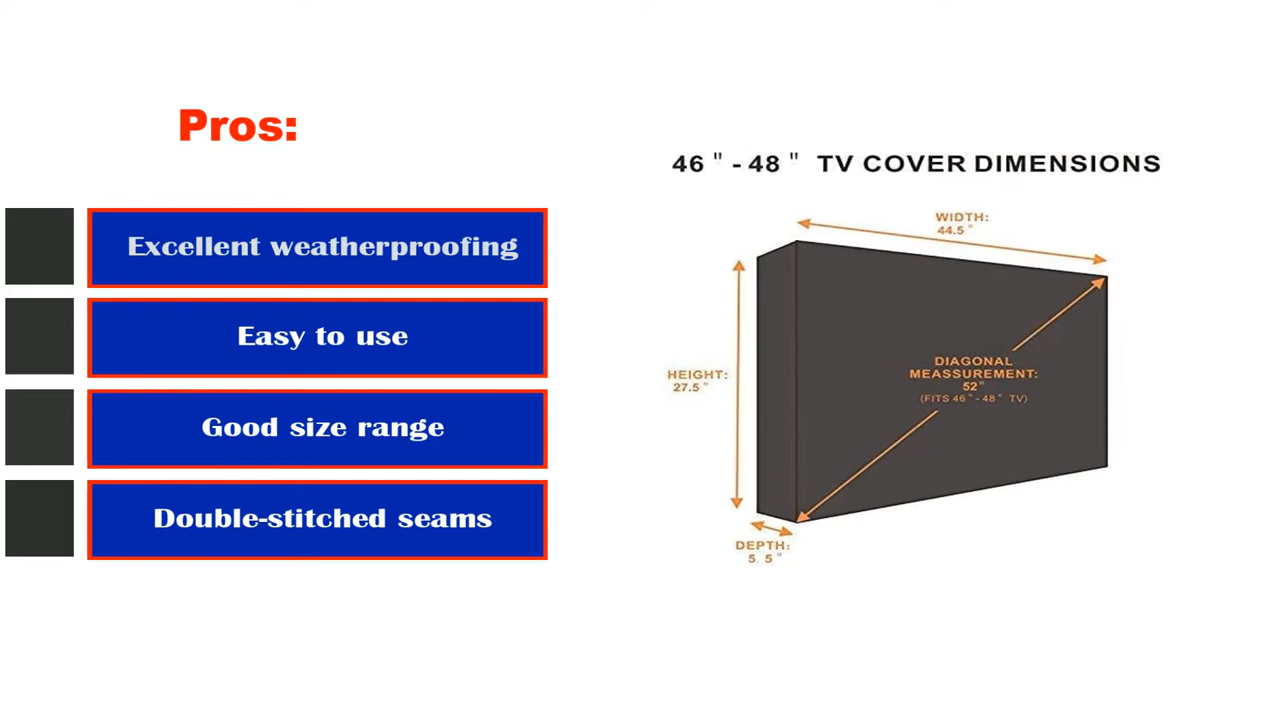 Pros:
Excellent weatherproofing
Easy to use
Good size range
Double-stitched seams
46 " - 48 " TV COVER DIMENSIONS
WIDTH:
44.5 "
HEIGHT:
27.5 "
DIAGONAL
MEASSUREMENT:
52"
(FITS 46 " - 48 " TV)
DEPTH:
5. 5 "